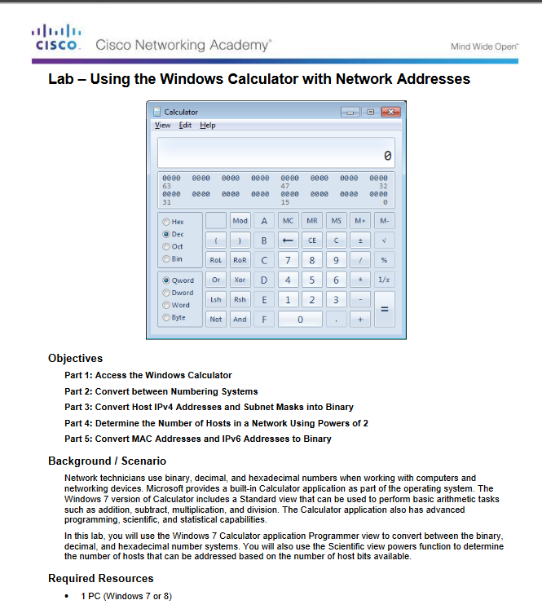 CISCO. Cisco Networking Academy® Mind Wide Open™
Lab – Using the Windows Calculator with Network Addresses
Calculator
View Edit Help
0
0000 0000 0000 0000 0000 0000 0000 0000
63 47 32
0000 0000 0000 0000 0000 0000 0000 0000
31 15 0
Hex Mod A MC MR MS M+ M-
Dec ( ) B ← CE C ± √
Oct
Bin RoL RoR C 7 8 9 / %
Qword Or Xor D 4 5 6 * 1/x
Dword
Word Lsh Rsh E 1 2 3 - =
Byte Not And F 0 . +
Objectives
Part 1: Access the Windows Calculator
Part 2: Convert between Numbering Systems
Part 3: Convert Host IPv4 Addresses and Subnet Masks into Binary
Part 4: Determine the Number of Hosts in a Network Using Powers of 2
Part 5: Convert MAC Addresses and IPv6 Addresses to Binary
Background / Scenario
Network technicians use binary, decimal, and hexadecimal numbers when working with computers and
networking devices. Microsoft provides a built-in Calculator application as part of the operating system. The
Windows 7 version of Calculator includes a Standard view that can be used to perform basic arithmetic tasks
such as addition, subtract, multiplication, and division. The Calculator application also has advanced
programming, scientific, and statistical capabilities.
In this lab, you will use the Windows 7 Calculator application Programmer view to convert between the binary,
decimal, and hexadecimal number systems. You will also use the Scientific view powers function to determine
the number of hosts that can be addressed based on the number of host bits available.
Required Resources
• 1 PC (Windows 7 or 8)